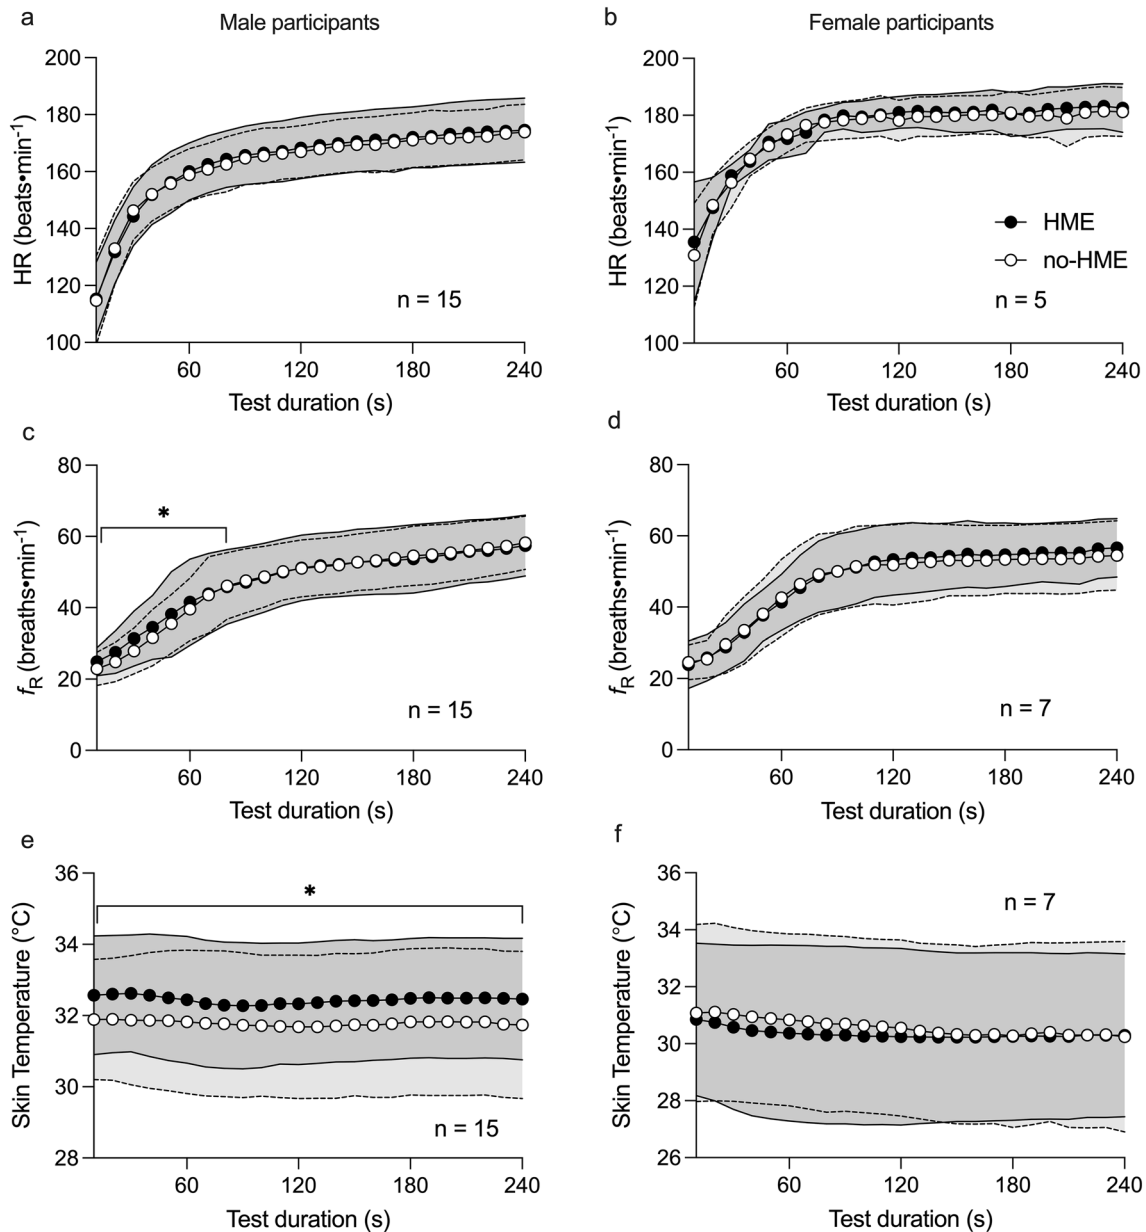 a
Male participants
b
Female participants
HR (beats•min⁻¹)
200
180
160
140
120
100
n = 15
60
120
180
240
Test duration (s)
HR (beats•min⁻¹)
200
180
160
140
120
100
HME
no-HME
n = 5
60
120
180
240
Test duration (s)
c
fR (breaths•min⁻¹)
80
60
40
20
0
*
n = 15
60
120
180
240
Test duration (s)
d
fR (breaths•min⁻¹)
80
60
40
20
0
n = 7
60
120
180
240
Test duration (s)
e
Skin Temperature (°C)
36
34
32
30
28
*
n = 15
60
120
180
240
Test duration (s)
f
Skin Temperature (°C)
36
34
32
30
28
26
n = 7
60
120
180
240
Test duration (s)